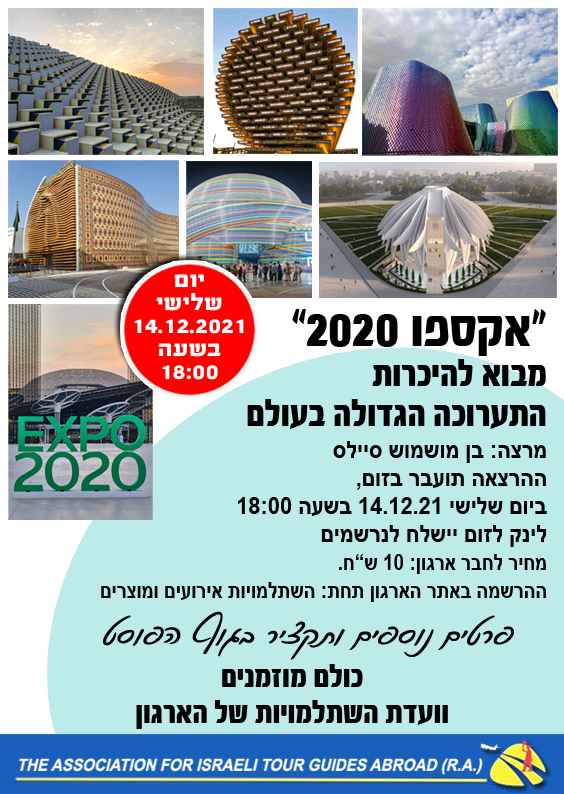 יום
שלישי
14.12.2021
בשעה
18:00
"אקספו 2020"
מבוא להיכרות
התערוכה הגדולה בעולם
מרצה: בן מושמוש סיילס
ההרצאה תועבר בזום,
ביום שלישי 14.12.21 בשעה 18:00
לינק לזום יישלח לנרשמים
מחיר לחבר ארגון: 10 ש"ח.
ההרשמה באתר הארגון תחת: השתלמויות אירועים ומוצרים
פרטים נוספים ותקציר בגוף הפוסט
כולם מוזמנים
וועדת השתלמויות של הארגון
EXPO
2020
THE ASSOCIATION FOR ISRAELI TOUR GUIDES ABROAD (R.A.)